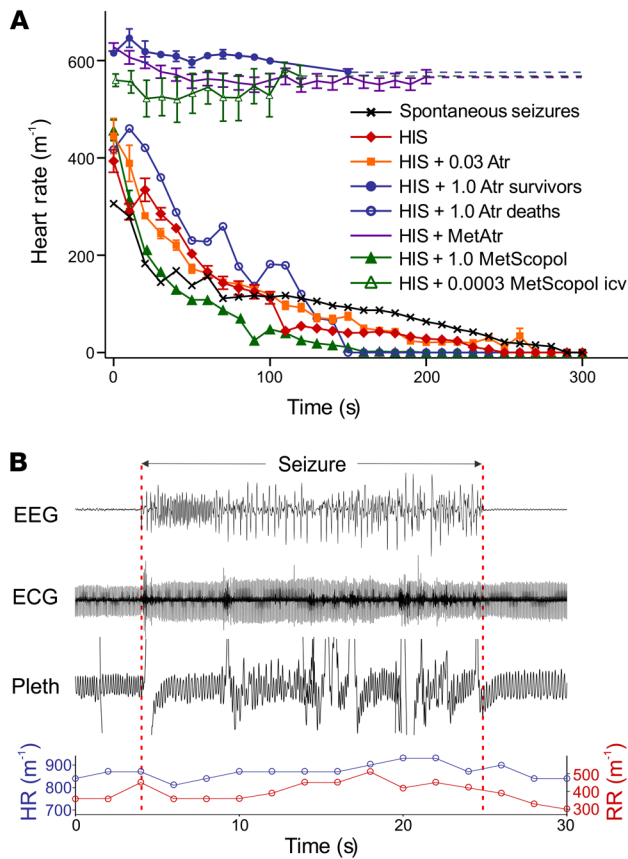 A
600
400
200
0
Heart rate (m⁻¹)
Spontaneous seizures
HIS
HIS + 0.03 Atr
HIS + 1.0 Atr survivors
HIS + 1.0 Atr deaths
HIS + MetAtr
HIS + 1.0 MetScopol
HIS + 0.0003 MetScopol icv
0 100 200 300
Time (s)
B
Seizure
EEG
ECG
Pleth
HR (m⁻¹)
900
800
700
500
400
300
RR (m⁻¹)
0 10 20 30
Time (s)